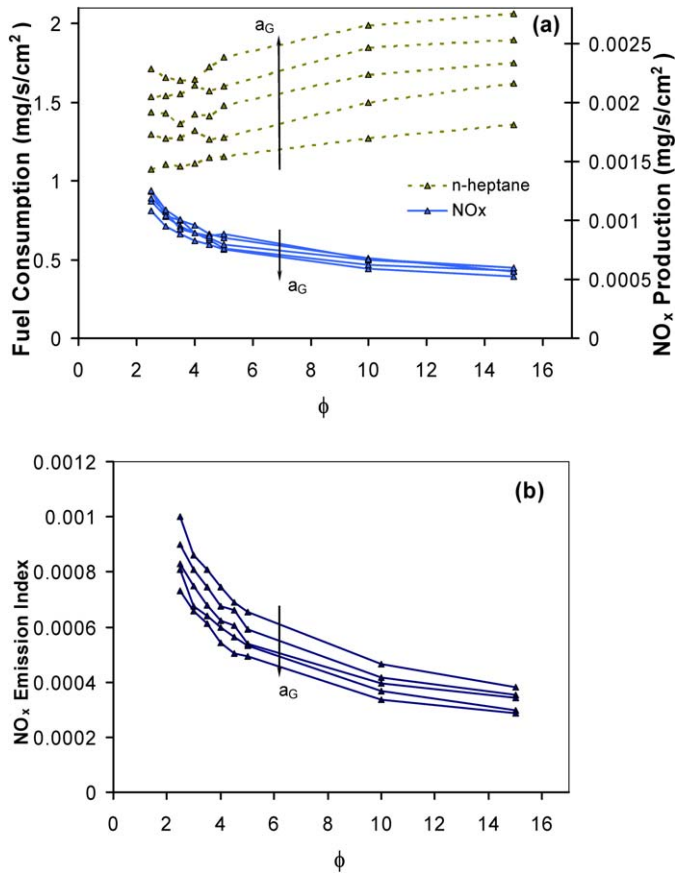 (a)
Fuel Consumption (mg/s/cm²)
2
1.5
1
0.5
0
NOₓ Production (mg/s/cm²)
0.0025
0.002
0.0015
0.001
0.0005
0
a_G
n-heptane
NOx
a_G
0 2 4 6 8 10 12 14 16
ϕ
(b)
NOₓ Emission Index
0.0012
0.001
0.0008
0.0006
0.0004
0.0002
0
a_G
0 2 4 6 8 10 12 14 16
ϕ